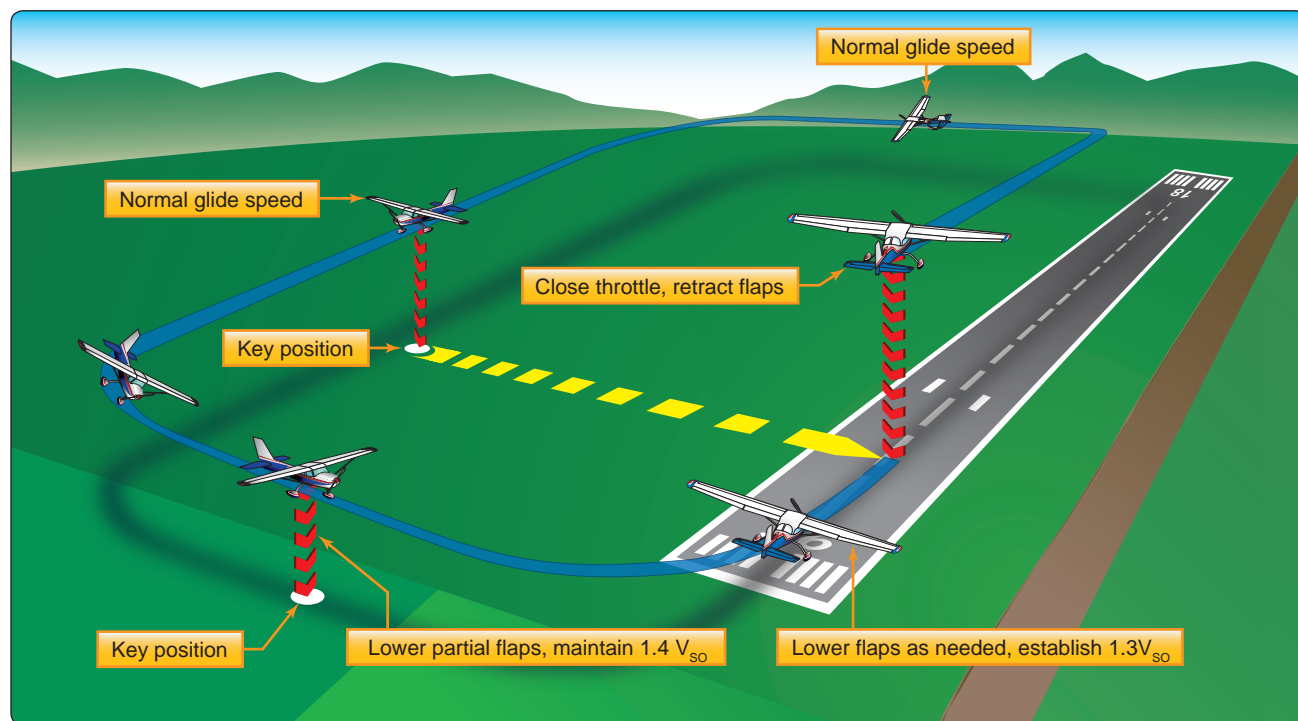 Normal glide speed
Normal glide speed
18
Close throttle, retract flaps
Key position
Key position
Lower partial flaps, maintain 1.4 VSO
Lower flaps as needed, establish 1.3VSO